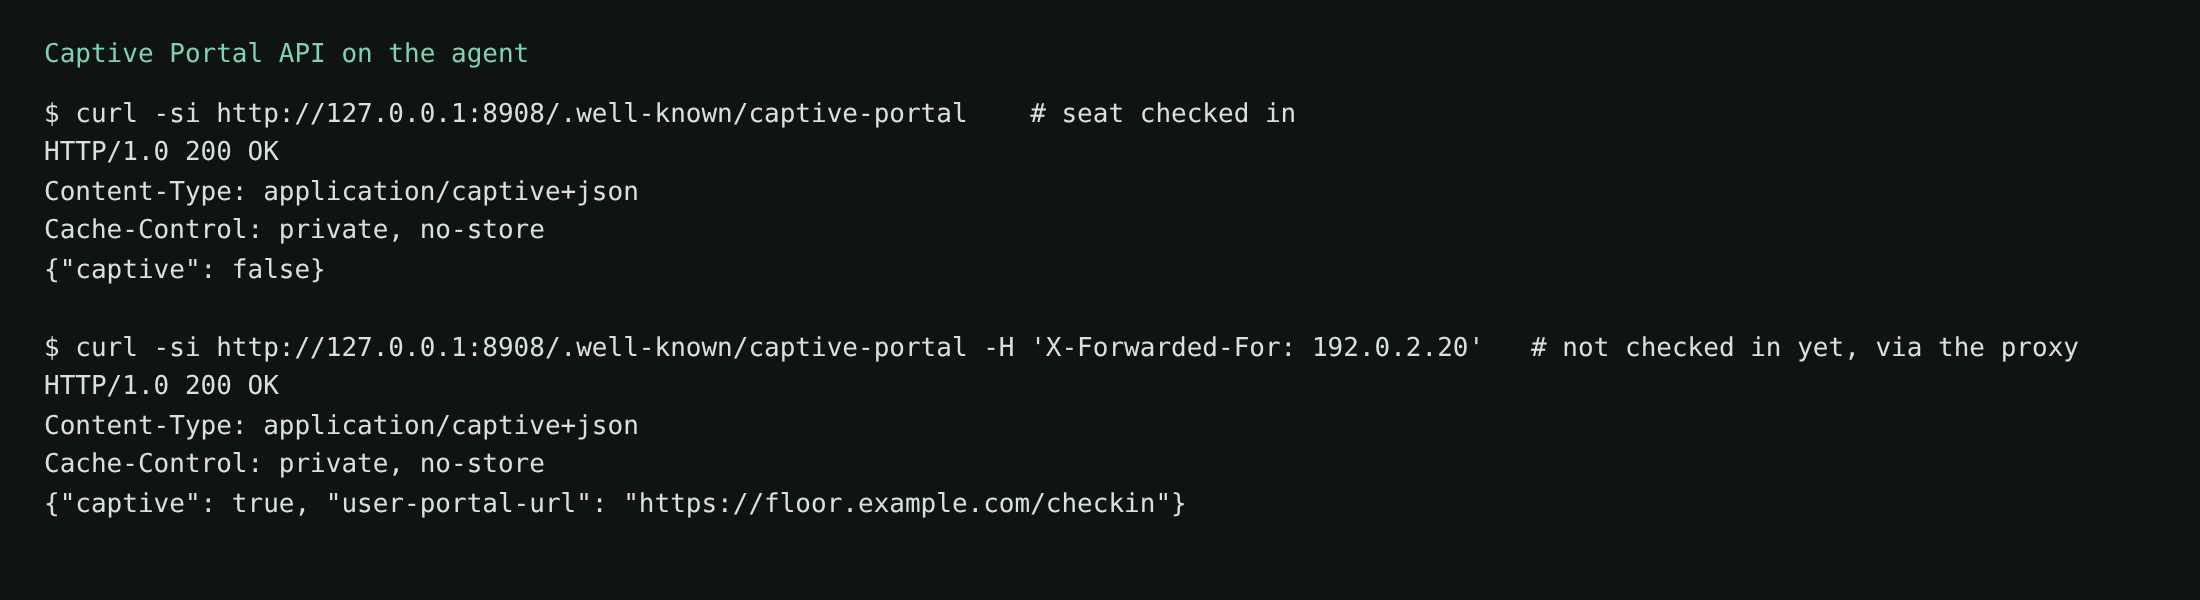 Captive Portal API on the agent
$ curl -si http://127.0.0.1:8908/.well-known/captive-portal    # seat checked in
HTTP/1.0 200 OK
Content-Type: application/captive+json
Cache-Control: private, no-store
{"captive": false}
$ curl -si http://127.0.0.1:8908/.well-known/captive-portal -H 'X-Forwarded-For: 192.0.2.20'   # not checked in yet, via the proxy
HTTP/1.0 200 OK
Content-Type: application/captive+json
Cache-Control: private, no-store
{"captive": true, "user-portal-url": "https://floor.example.com/checkin"}